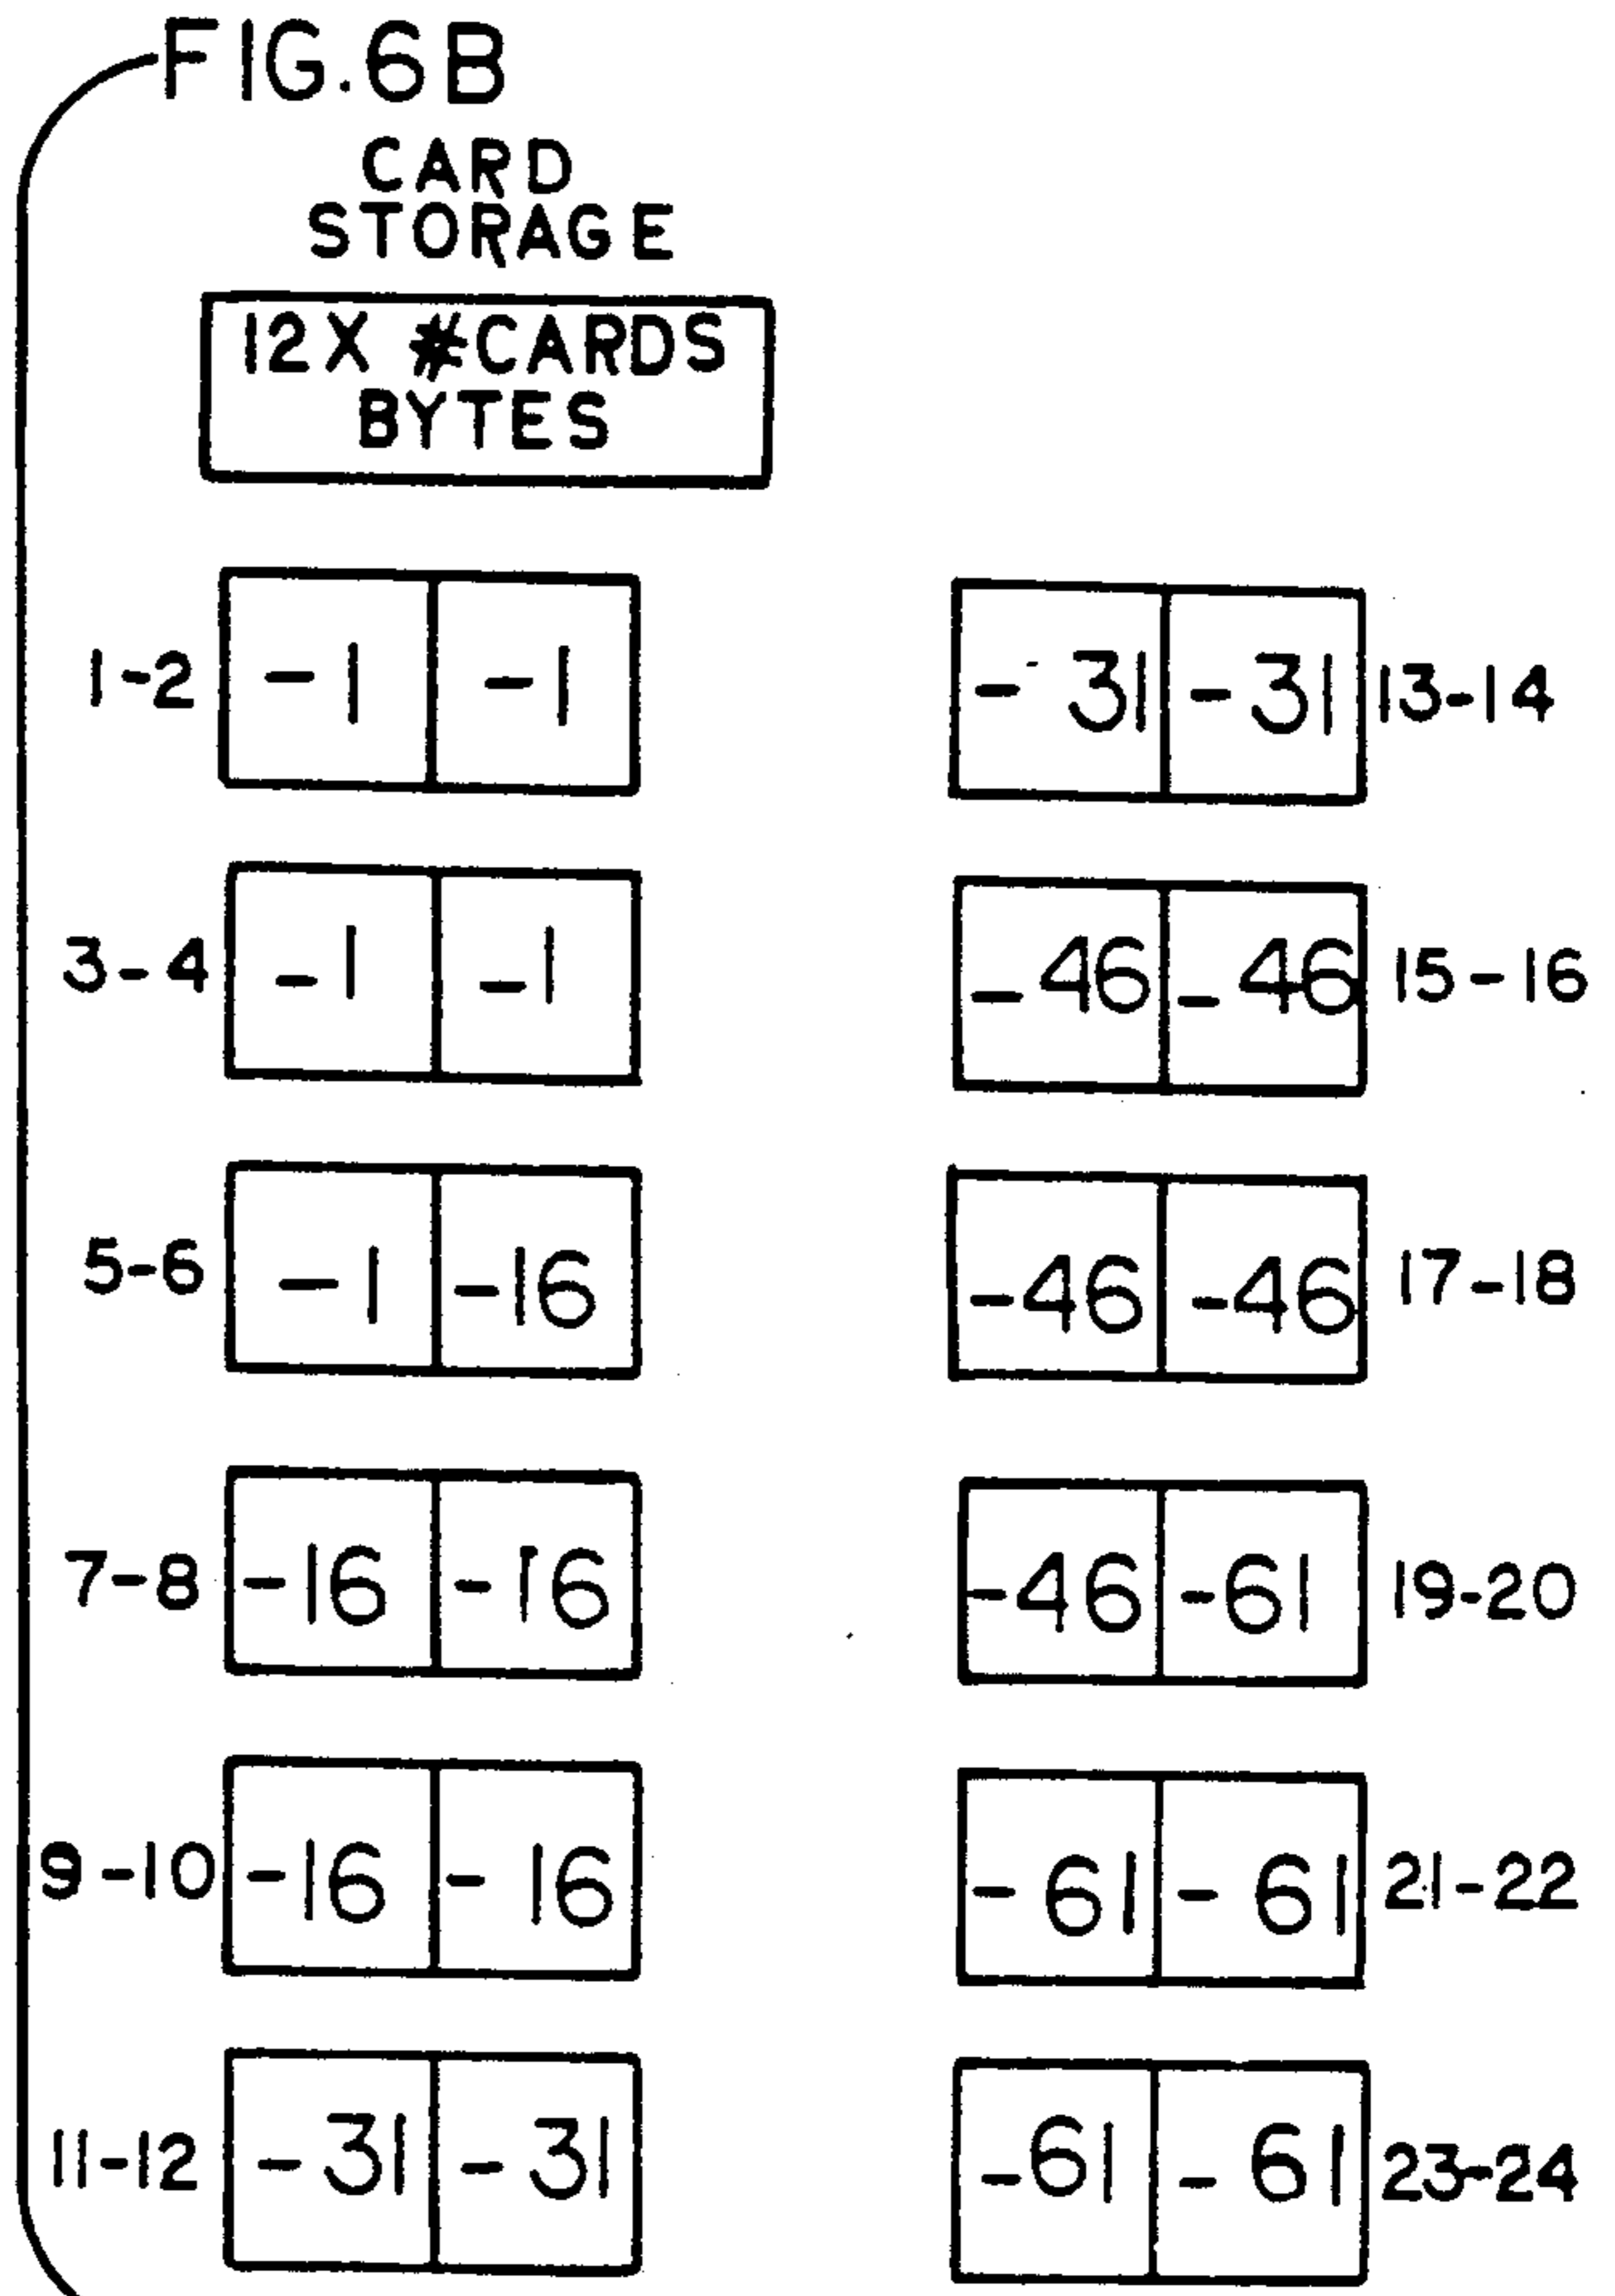 FIG. 6B
CARD
STORAGE
12X #CARDS
BYTES
1-2 -1 -1
3-4 -1 -1
5-6 -1 -16
7-8 -16 -16
9-10 -16 -16
11-12 -31 -31
-31 -31 13-14
-46 -46 15-16
-46 -46 17-18
-46 -61 19-20
-61 -61 21-22
-61 -61 23-24